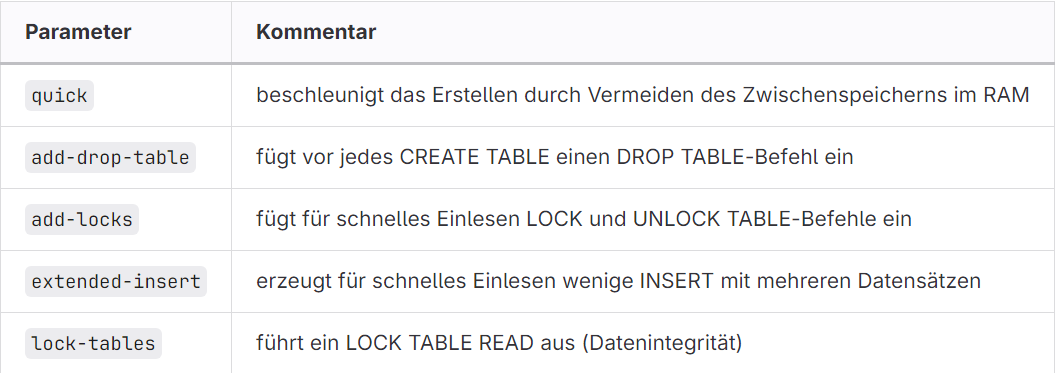 Parameter Kommentar
quick beschleunigt das Erstellen durch Vermeiden des Zwischenspeicherns im RAM
add-drop-table fügt vor jedes CREATE TABLE einen DROP TABLE-Befehl ein
add-locks fügt für schnelles Einlesen LOCK und UNLOCK TABLE-Befehle ein
extended-insert erzeugt für schnelles Einlesen wenige INSERT mit mehreren Datensätzen
lock-tables führt ein LOCK TABLE READ aus (Datenintegrität)